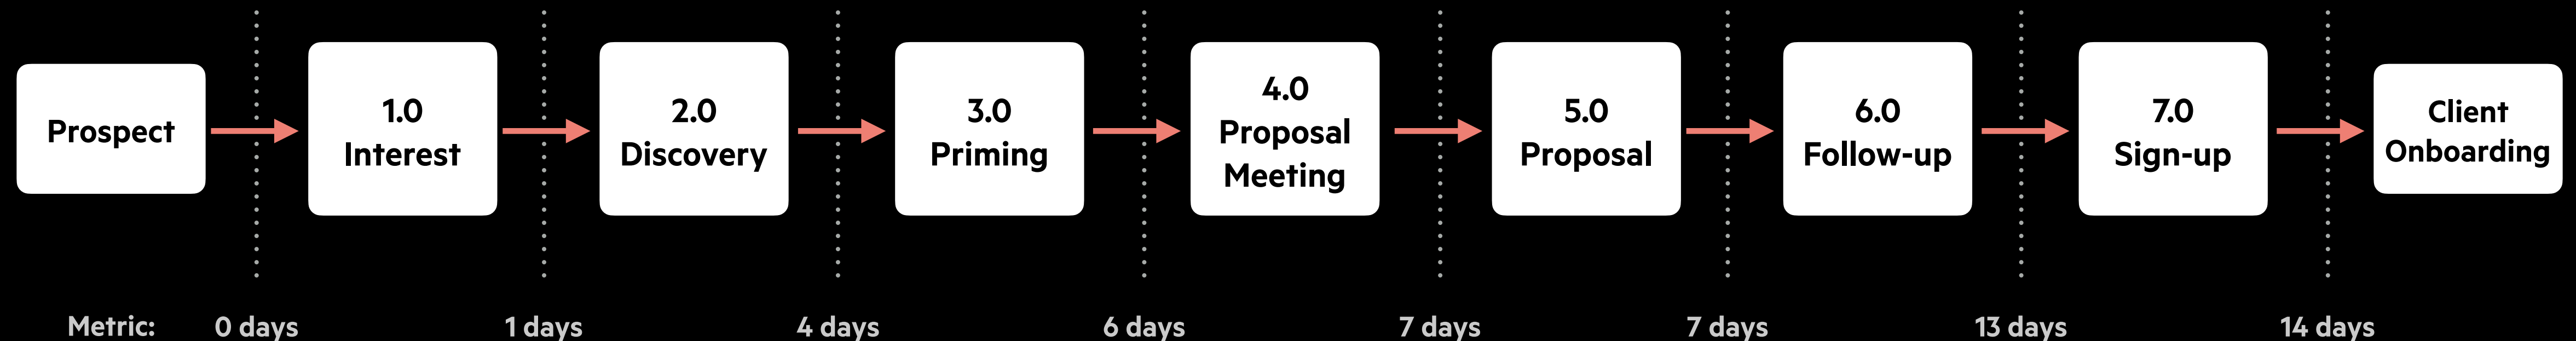 Prospect
1.0
Interest
2.0
Discovery
3.0
Priming
4.0
Proposal
Meeting
5.0
Proposal
6.0
Follow-up
7.0
Sign-up
Client
Onboarding
Metric: 0 days 1 days 4 days 6 days 7 days 7 days 13 days 14 days